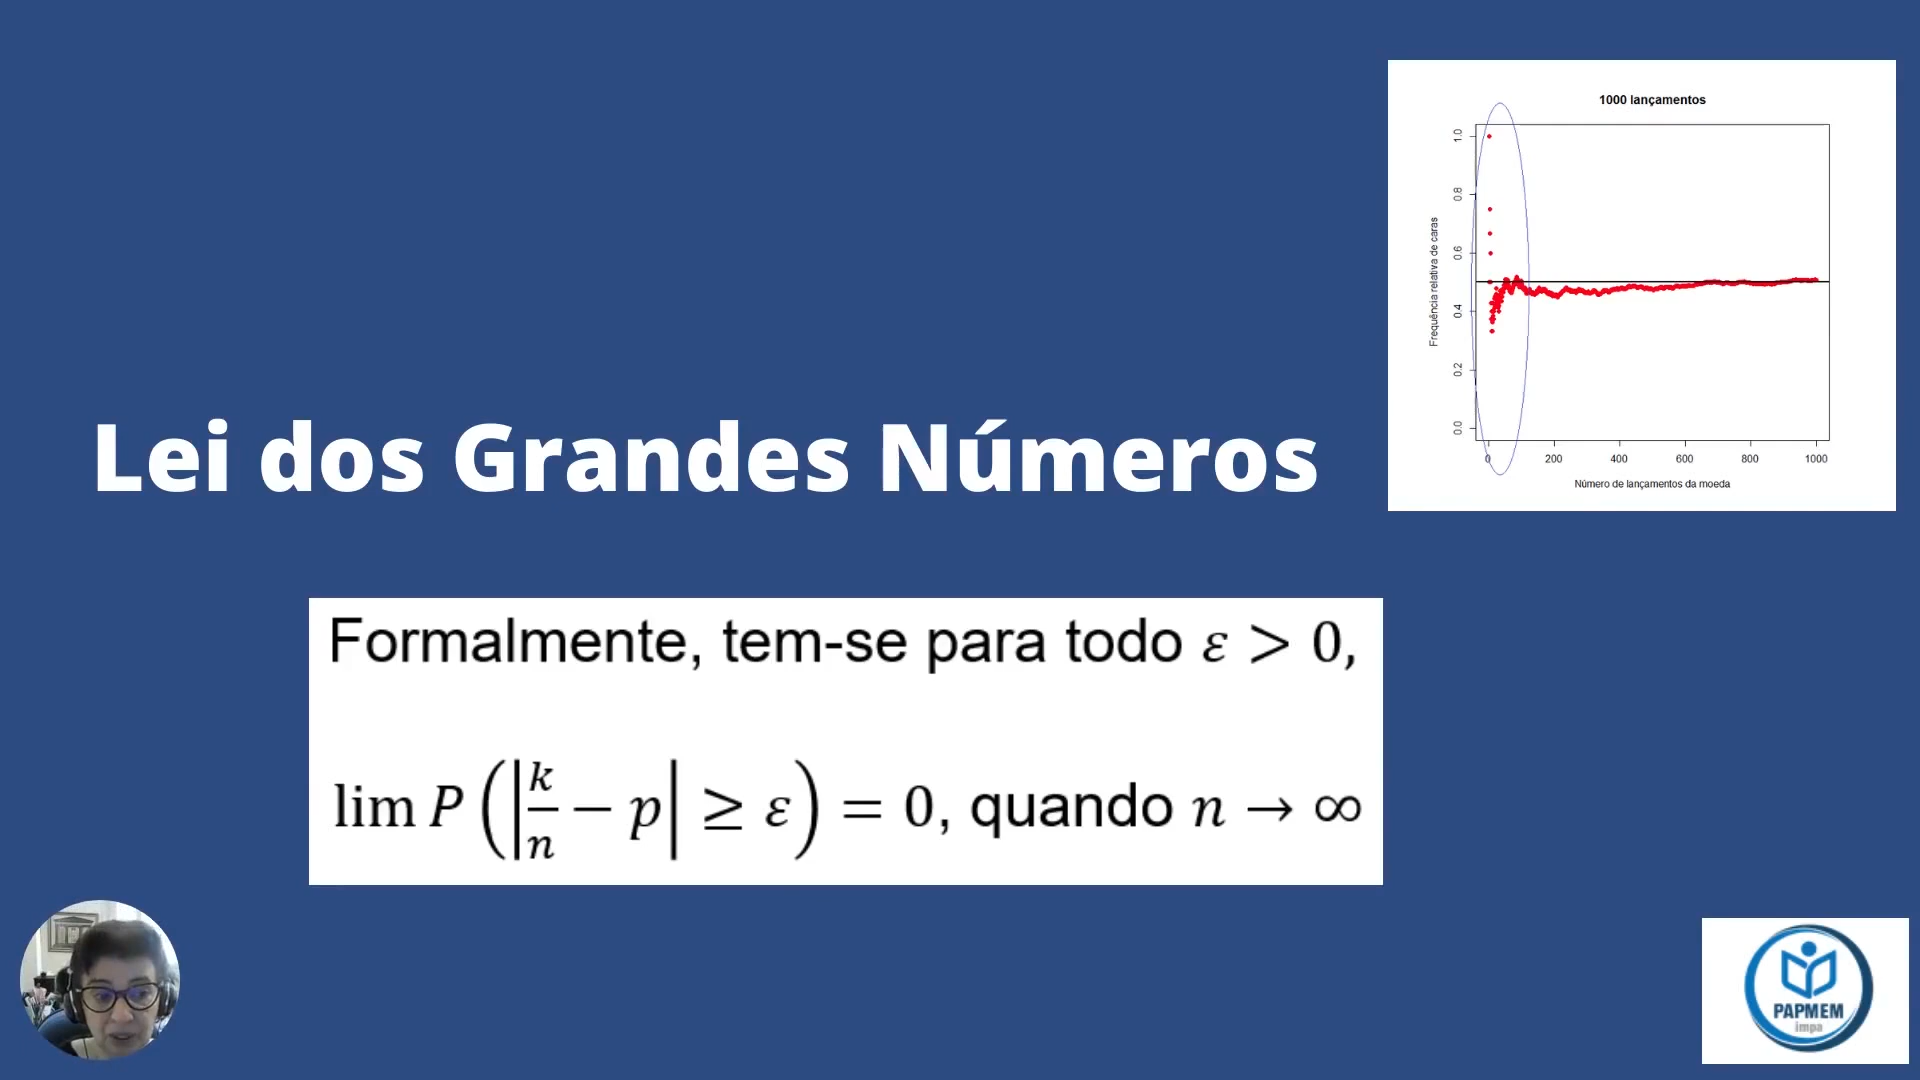 1000 lançamentos
Frequência relativa de caras
1.0
0.8
0.6
0.4
0.2
0.0
0 200 400 600 800 1000
Número de lançamentos da moeda
Lei dos Grandes Números
Formalmente, tem-se para todo ε > 0,
lim P(|k/n − p| ≥ ε) = 0, quando n → ∞
PAPMEM
impa